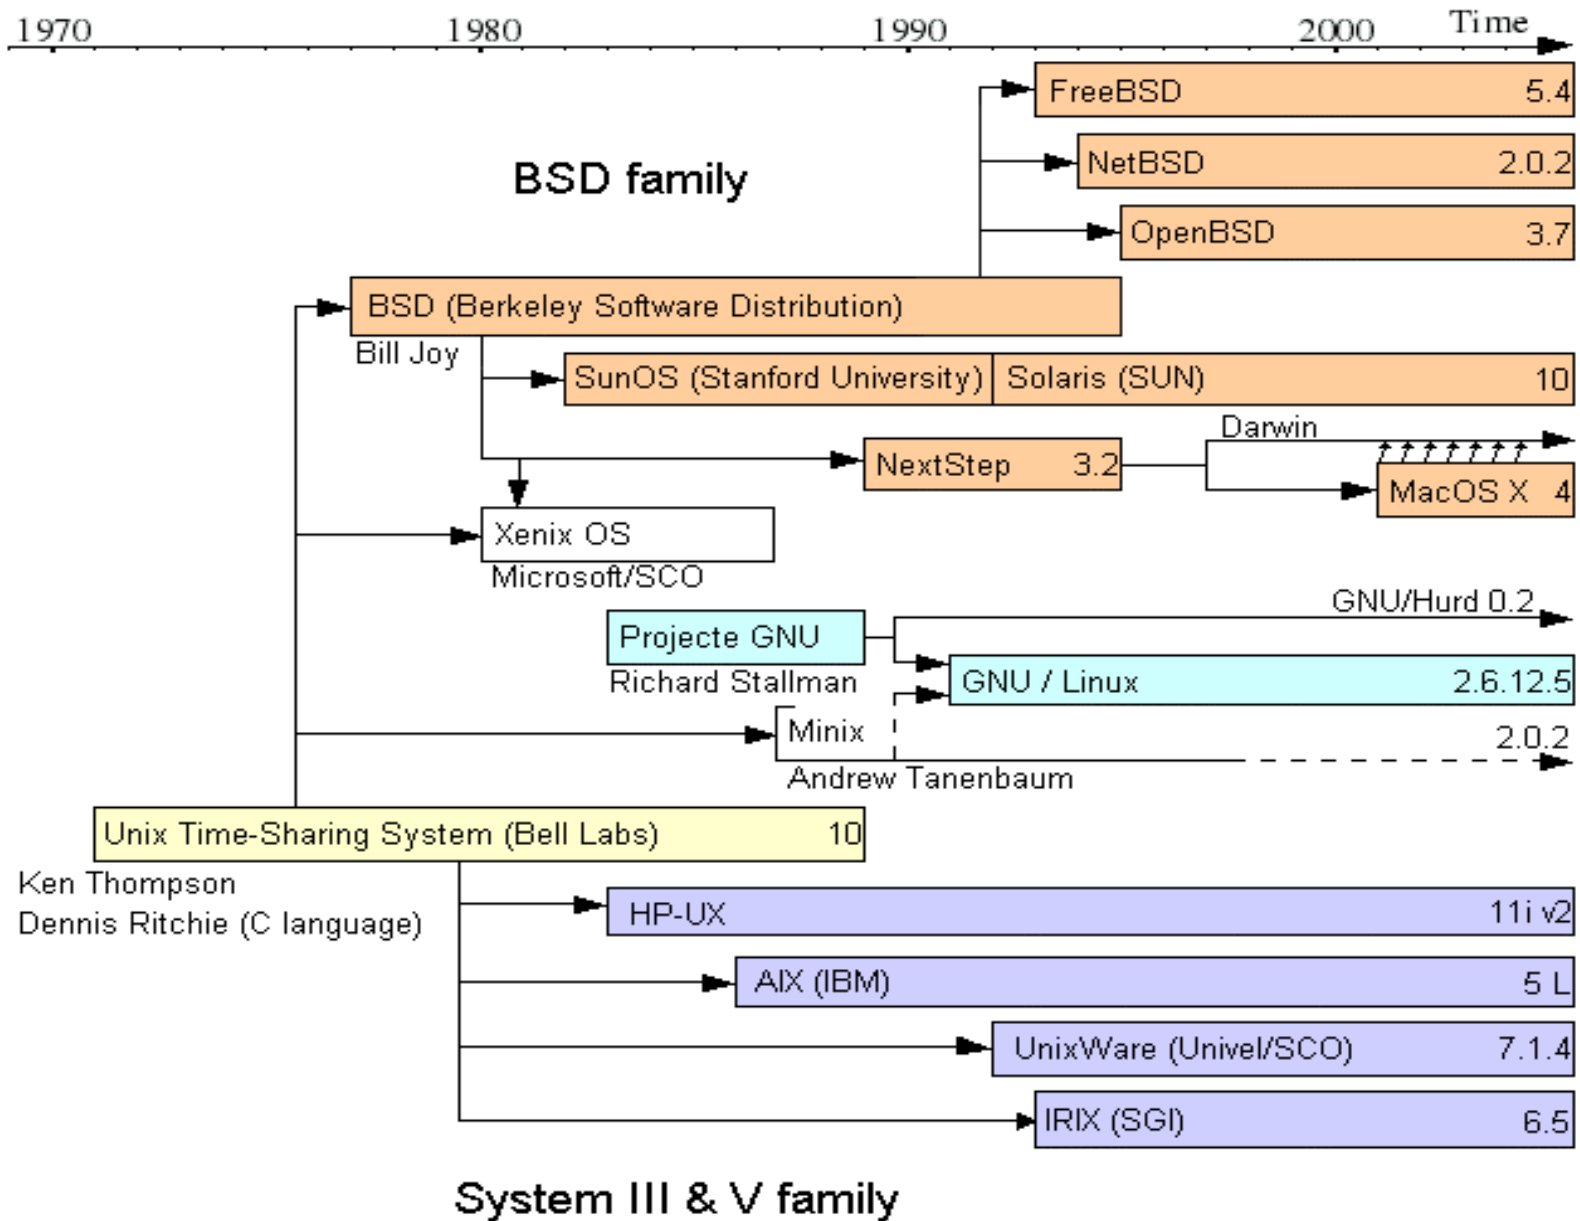 1970 1980 1990 2000 Time
FreeBSD 5.4
NetBSD 2.0.2
BSD family
OpenBSD 3.7
BSD (Berkeley Software Distribution)
Bill Joy
SunOS (Stanford University) Solaris (SUN) 10
Darwin
NextStep 3.2
MacOS X 4
Xenix OS
Microsoft/SCO
GNU/Hurd 0.2
Projecte GNU
Richard Stallman
GNU / Linux 2.6.12.5
Minix 2.0.2
Andrew Tanenbaum
Unix Time-Sharing System (Bell Labs) 10
Ken Thompson
Dennis Ritchie (C language)
HP-UX 11i v2
AIX (IBM) 5 L
UnixWare (Univel/SCO) 7.1.4
IRIX (SGI) 6.5
System III & V family